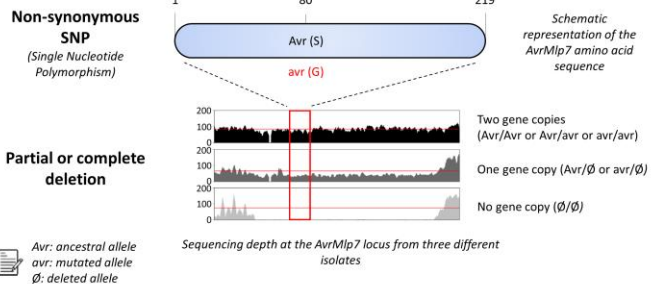 1 80 219
Non-synonymous
SNP
(Single Nucleotide
Polymorphism)
Avr (S)
avr (G)
Schematic
representation of the
AvrMlp7 amino acid
sequence
Partial or complete
deletion
200
100
0
200
100
0
200
100
0
Two gene copies
(Avr/Avr or Avr/avr or avr/avr)
One gene copy (Avr/Ø or avr/Ø)
No gene copy (Ø/Ø)
Avr: ancestral allele
avr: mutated allele
Ø: deleted allele
Sequencing depth at the AvrMlp7 locus from three different
isolates